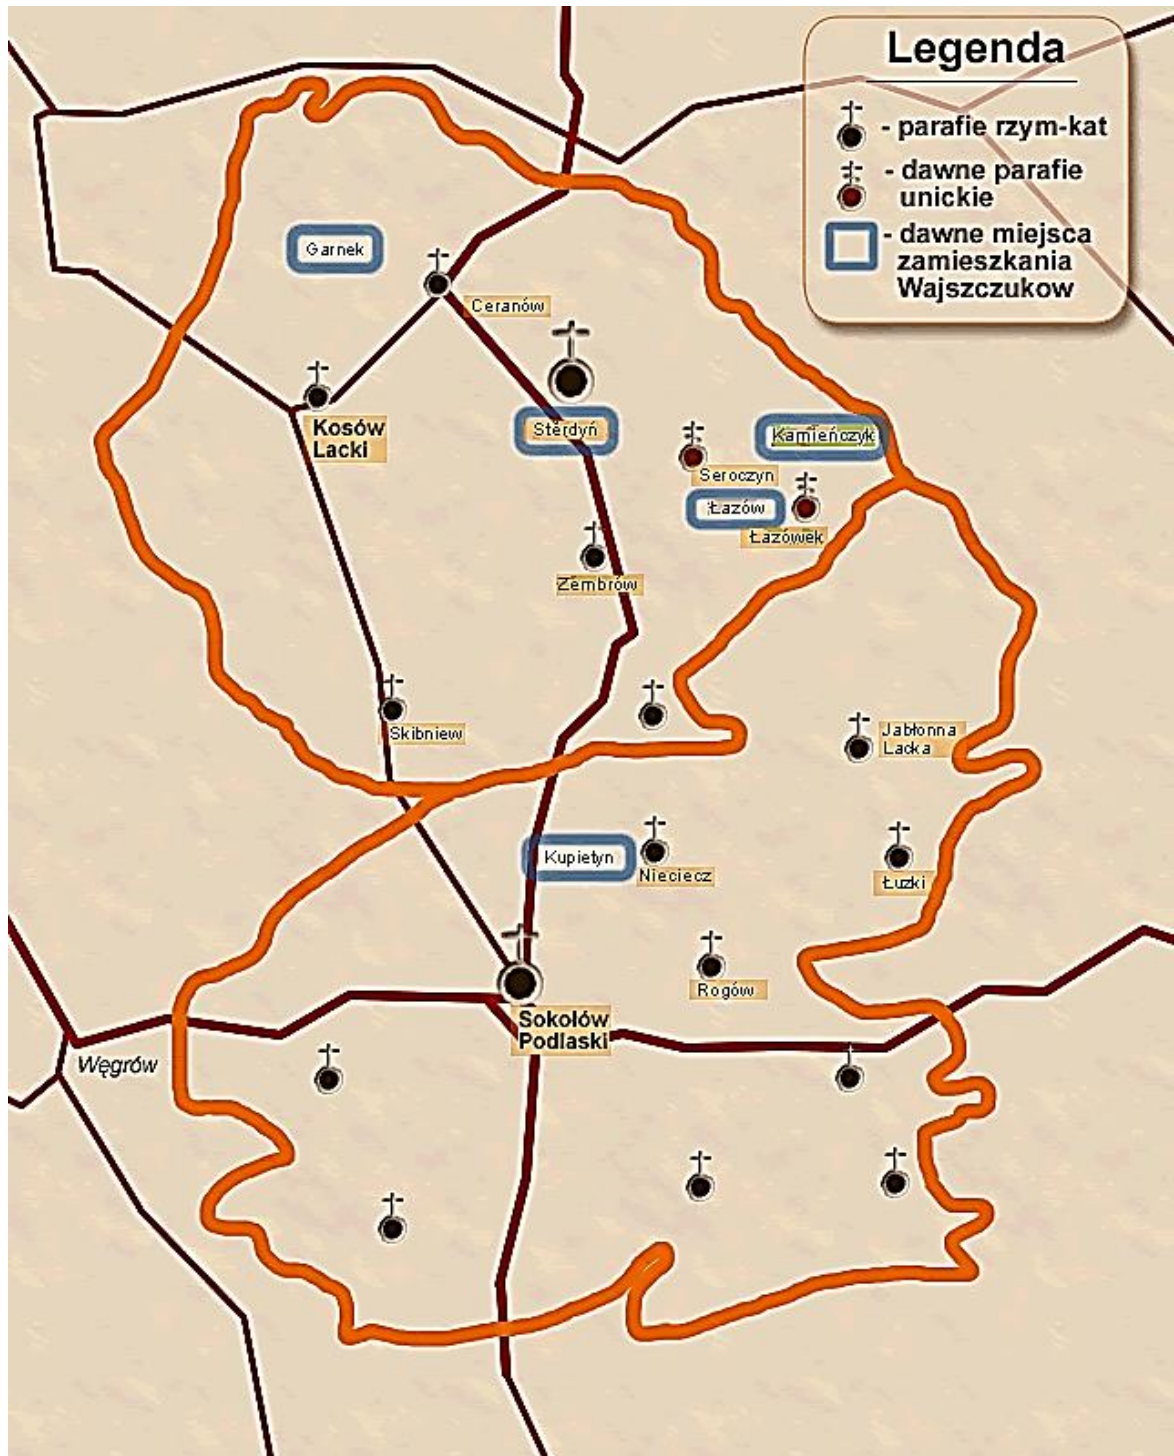 Legenda
- parafie rzym-kat
- dawne parafie
unickie
- dawne miejsca
zamieszkania
Wajszczukow
Garnek
Ceranów
Kosów
Lacki
Sterdyń
Kamieńczyk
Seroczyn
Łazów
Łazówek
Zembrów
Skibniew
Jabłonna
Lacka
Kupietyn
Nieciecz
Łuzki
Rogów
Sokołów
Podlaski
Węgrów